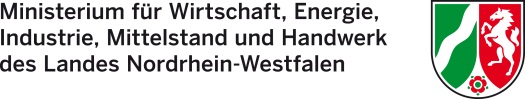 Ministerium für Wirtschaft, Energie,
Industrie, Mittelstand und Handwerk
des Landes Nordrhein-Westfalen